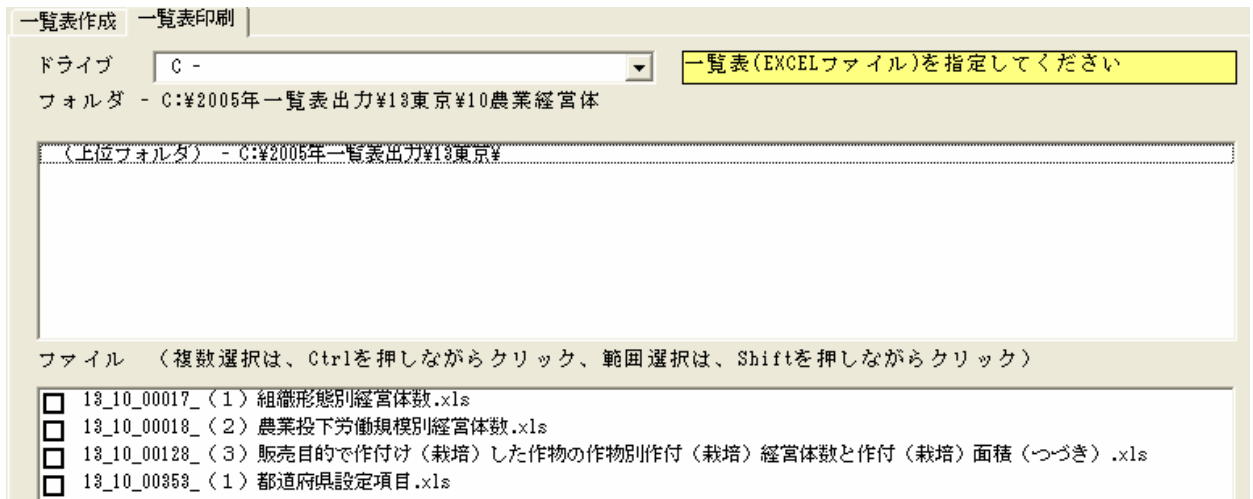 一覧表作成 一覧表印刷
ドライブ C - 一覧表(EXCELファイル)を指定してください
フォルダ - C:¥2005年一覧表出力¥13東京¥10農業経営体
（上位フォルダ） - C:¥2005年一覧表出力¥13東京¥
ファイル （複数選択は、Ctrlを押しながらクリック、範囲選択は、Shiftを押しながらクリック）
13_10_00017_（１）組織形態別経営体数.xls
13_10_00018_（２）農業投下労働規模別経営体数.xls
13_10_00128_（３）販売目的で作付け（栽培）した作物の作物別作付（栽培）経営体数と作付（栽培）面積（つづき）.xls
13_10_00353_（１）都道府県設定項目.xls